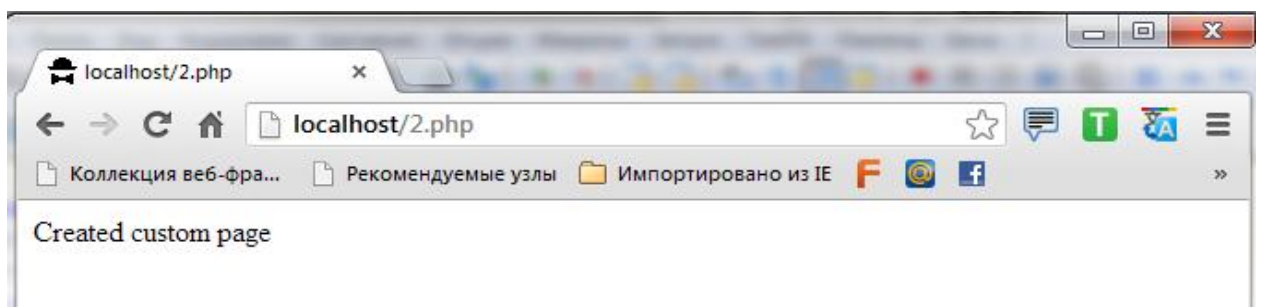 localhost/2.php
localhost/2.php
Коллекция веб-фра... Рекомендуемые узлы Импортировано из IE
Created custom page